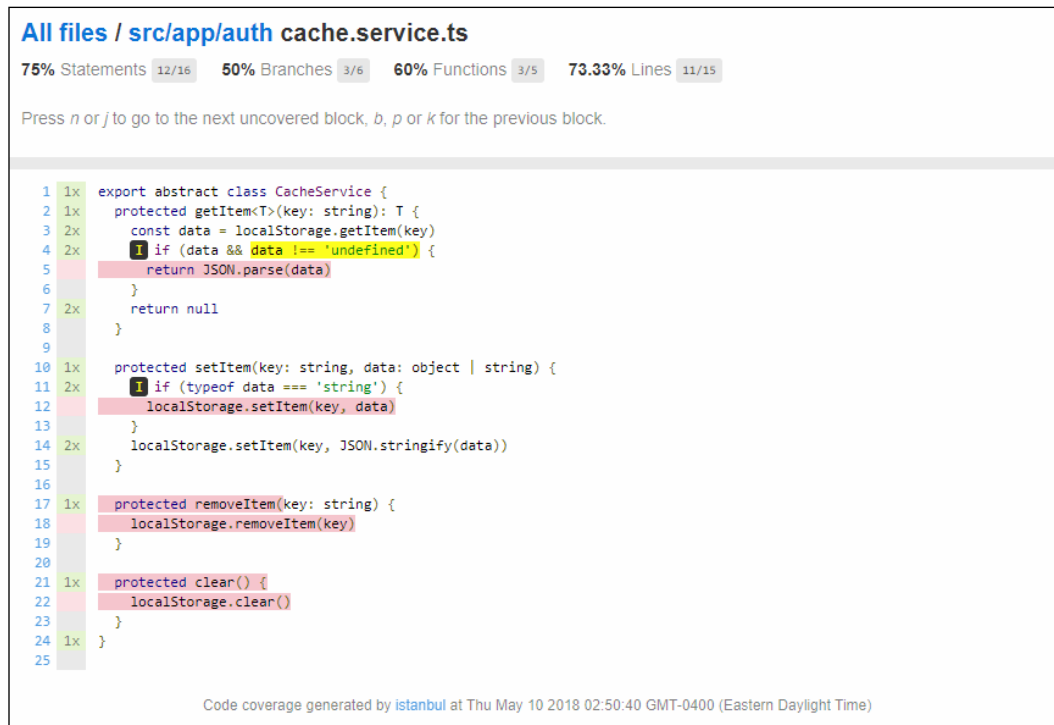 All files / src/app/auth cache.service.ts
75% Statements 12/16 50% Branches 3/6 60% Functions 3/5 73.33% Lines 11/15
Press n or j to go to the next uncovered block, b, p or k for the previous block.
1 1x export abstract class CacheService {
2 1x protected getItem<T>(key: string): T {
3 2x const data = localStorage.getItem(key)
4 2x I if (data && data !== 'undefined') {
5 return JSON.parse(data)
6 }
7 2x return null
8 }
9
10 1x protected setItem(key: string, data: object | string) {
11 2x I if (typeof data === 'string') {
12 localStorage.setItem(key, data)
13 }
14 2x localStorage.setItem(key, JSON.stringify(data))
15 }
16
17 1x protected removeItem(key: string) {
18 localStorage.removeItem(key)
19 }
20
21 1x protected clear() {
22 localStorage.clear()
23 }
24 1x }
25
Code coverage generated by istanbul at Thu May 10 2018 02:50:40 GMT-0400 (Eastern Daylight Time)